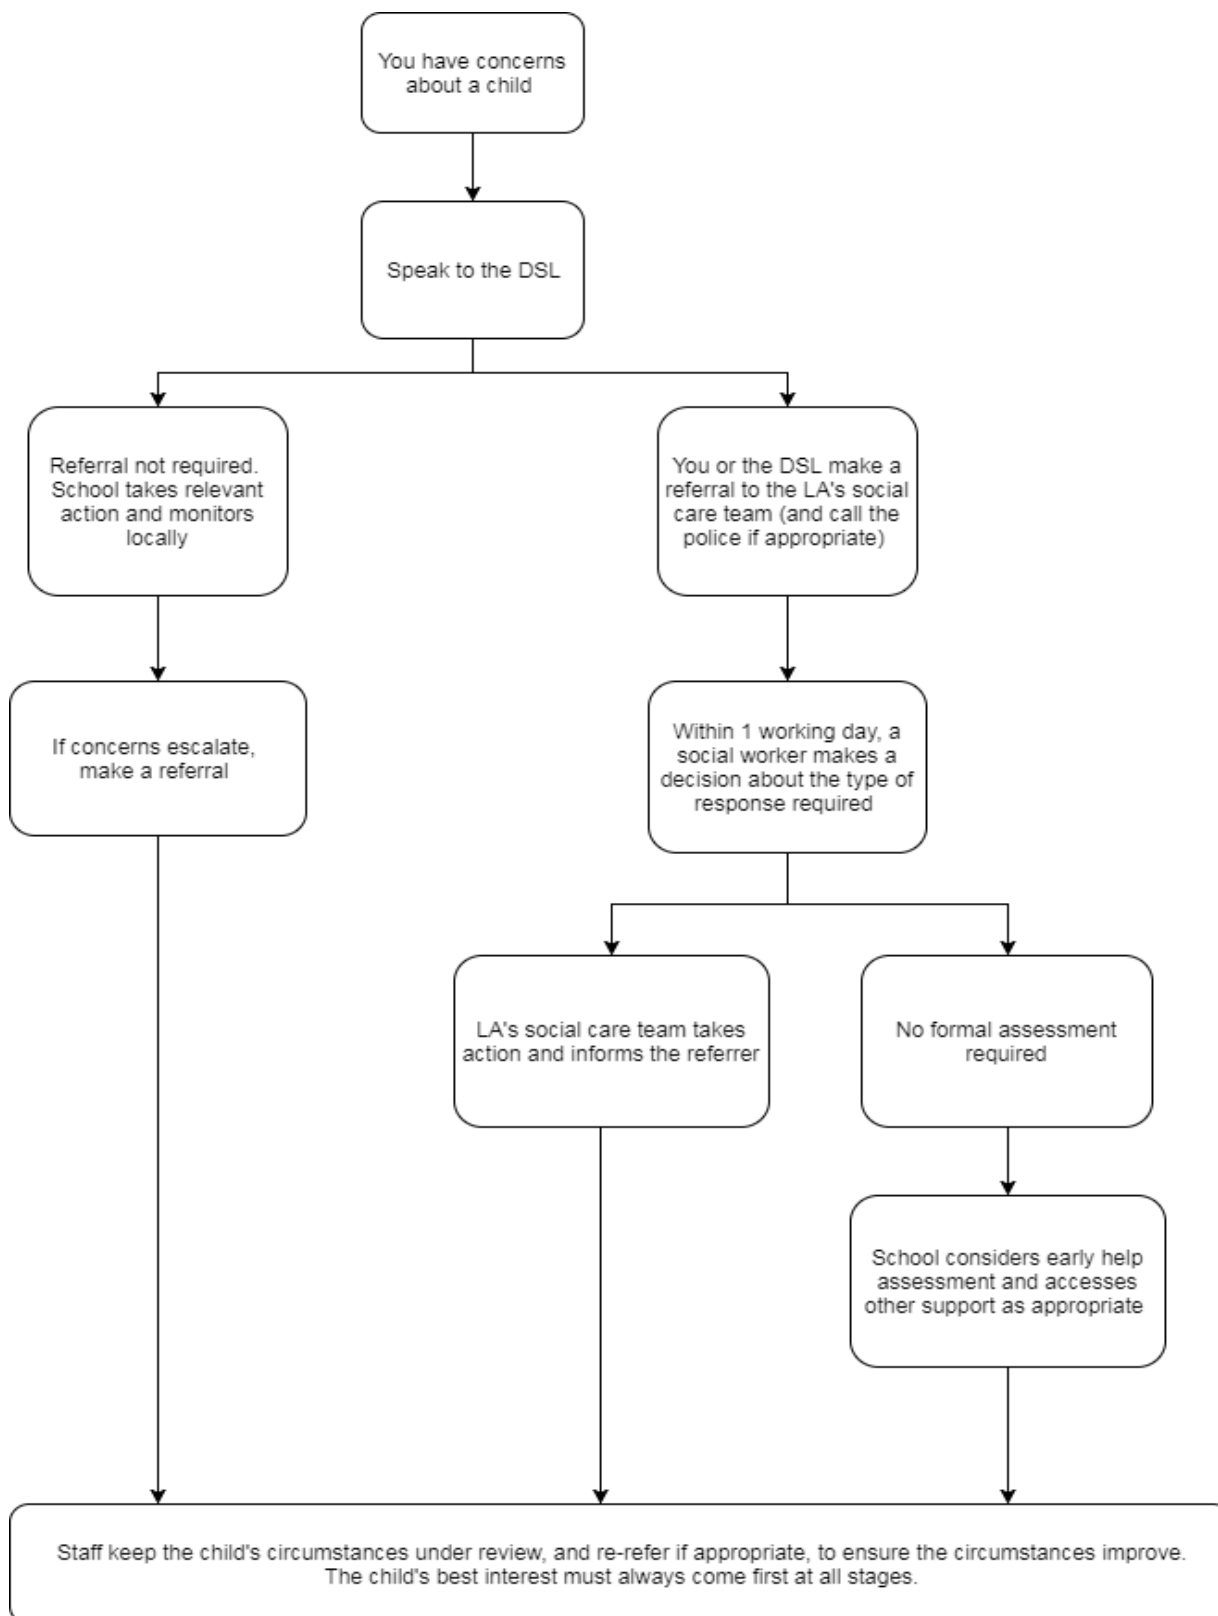 You have concerns
about a child
Speak to the DSL
Referral not required.
School takes relevant
action and monitors
locally
You or the DSL make a
referral to the LA's social
care team (and call the
police if appropriate)
If concerns escalate,
make a referral
Within 1 working day, a
social worker makes a
decision about the type of
response required
LA's social care team takes
action and informs the referrer
No formal assessment
required
School considers early help
assessment and accesses
other support as appropriate
Staff keep the child's circumstances under review, and re-refer if appropriate, to ensure the circumstances improve.
The child's best interest must always come first at all stages.